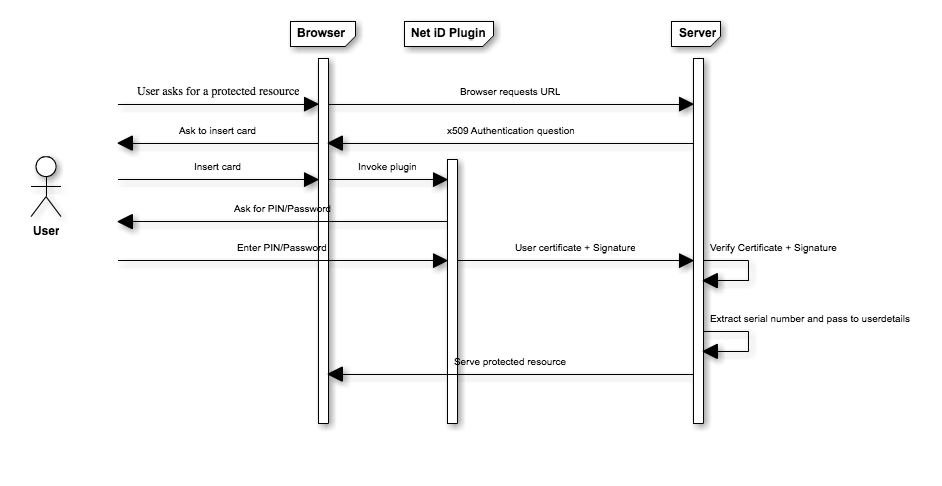 Browser
Net iD Plugin
Server
User asks for a protected resource
Browser requests URL
Ask to insert card
x509 Authentication question
Insert card
Invoke plugin
Ask for PIN/Password
User
Enter PIN/Password
User certificate + Signature
Verify Certificate + Signature
Extract serial number and pass to userdetails
Serve protected resource